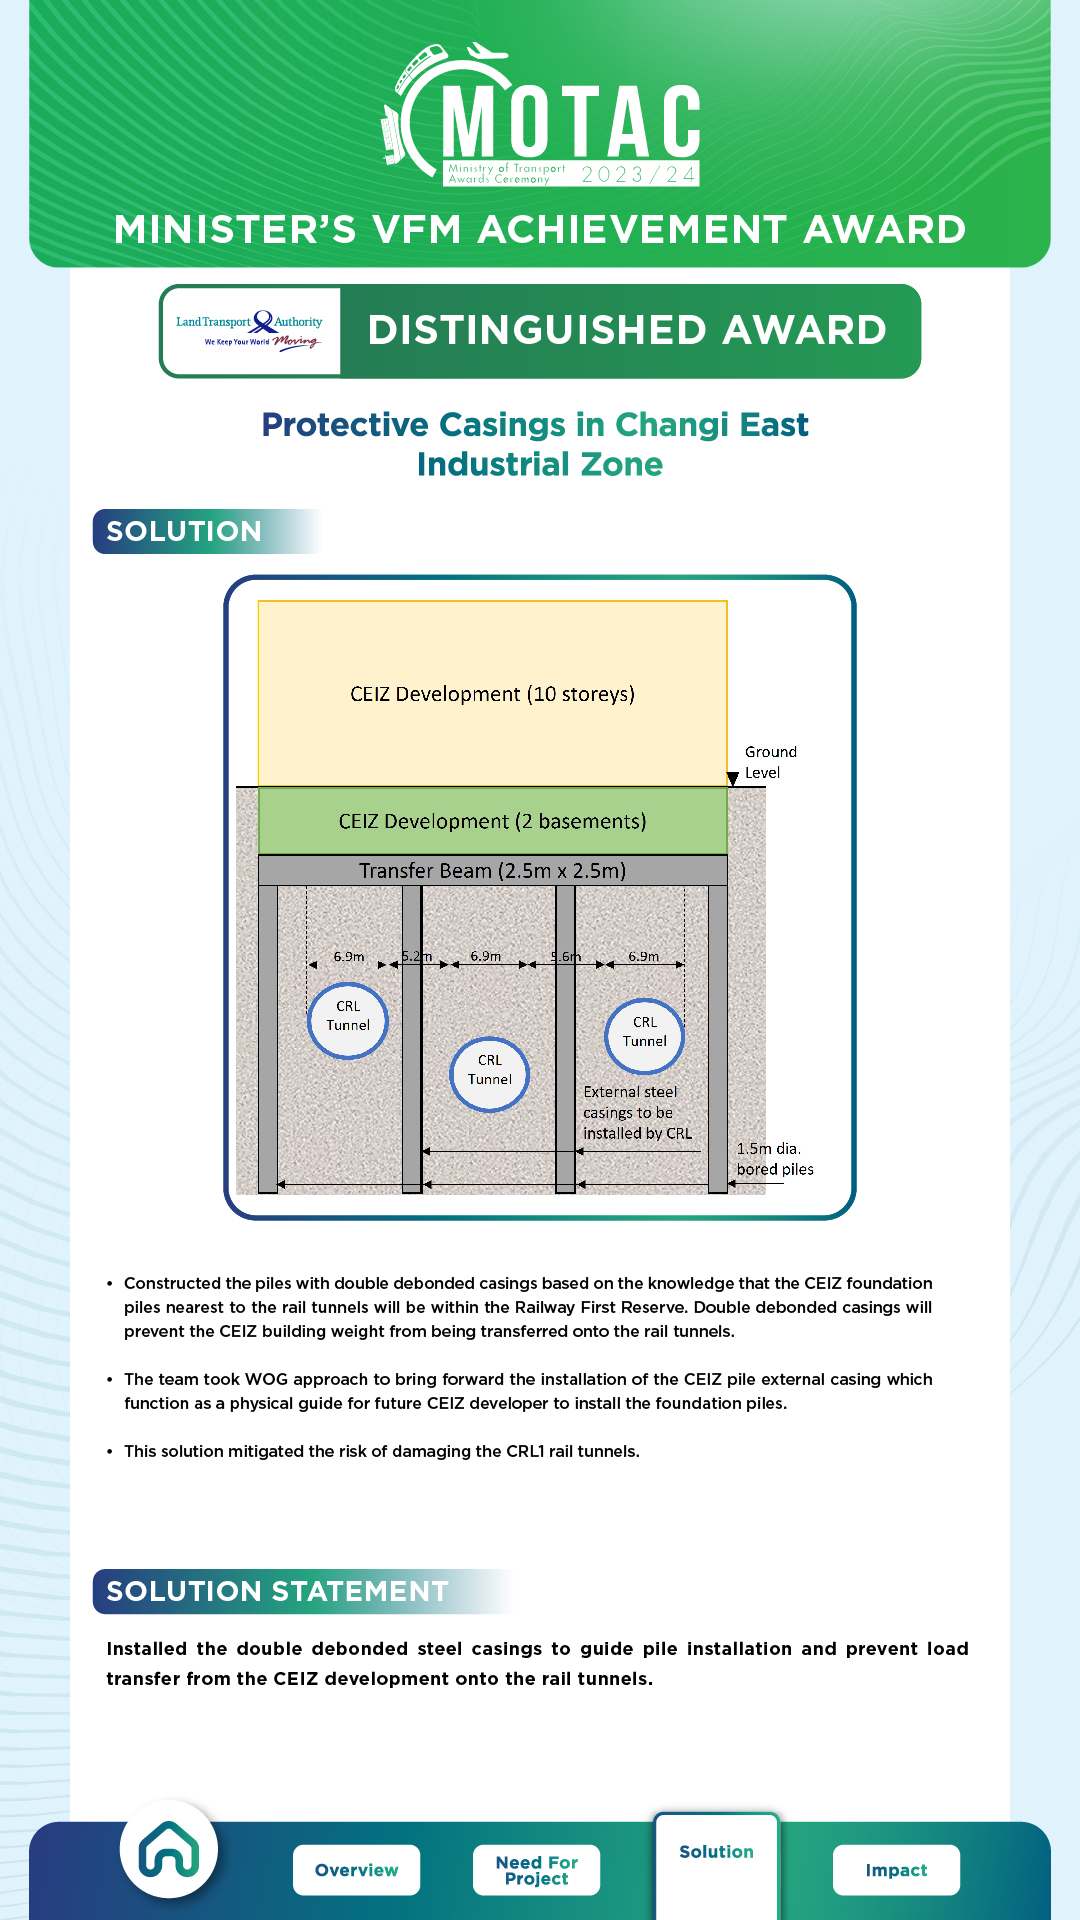 MOTAC
Ministry of Transport
Awards Ceremony 2023/24
MINISTER’S VFM ACHIEVEMENT AWARD
Land Transport Authority
We Keep Your World Moving
DISTINGUISHED AWARD
Protective Casings in Changi East
Industrial Zone
SOLUTION
CEIZ Development (10 storeys)
Ground
Level
CEIZ Development (2 basements)
Transfer Beam (2.5m x 2.5m)
6.9m 5.2m 6.9m 5.6m 6.9m
CRL
Tunnel
CRL
Tunnel
CRL
Tunnel
External steel
casings to be
installed by CRL
1.5m dia.
bored piles
• Constructed the piles with double debonded casings based on the knowledge that the CEIZ foundation
piles nearest to the rail tunnels will be within the Railway First Reserve. Double debonded casings will
prevent the CEIZ building weight from being transferred onto the rail tunnels.
• The team took WOG approach to bring forward the installation of the CEIZ pile external casing which
function as a physical guide for future CEIZ developer to install the foundation piles.
• This solution mitigated the risk of damaging the CRL1 rail tunnels.
SOLUTION STATEMENT
Installed the double debonded steel casings to guide pile installation and prevent load
transfer from the CEIZ development onto the rail tunnels.
Overview
Need For
Project
Solution
Impact